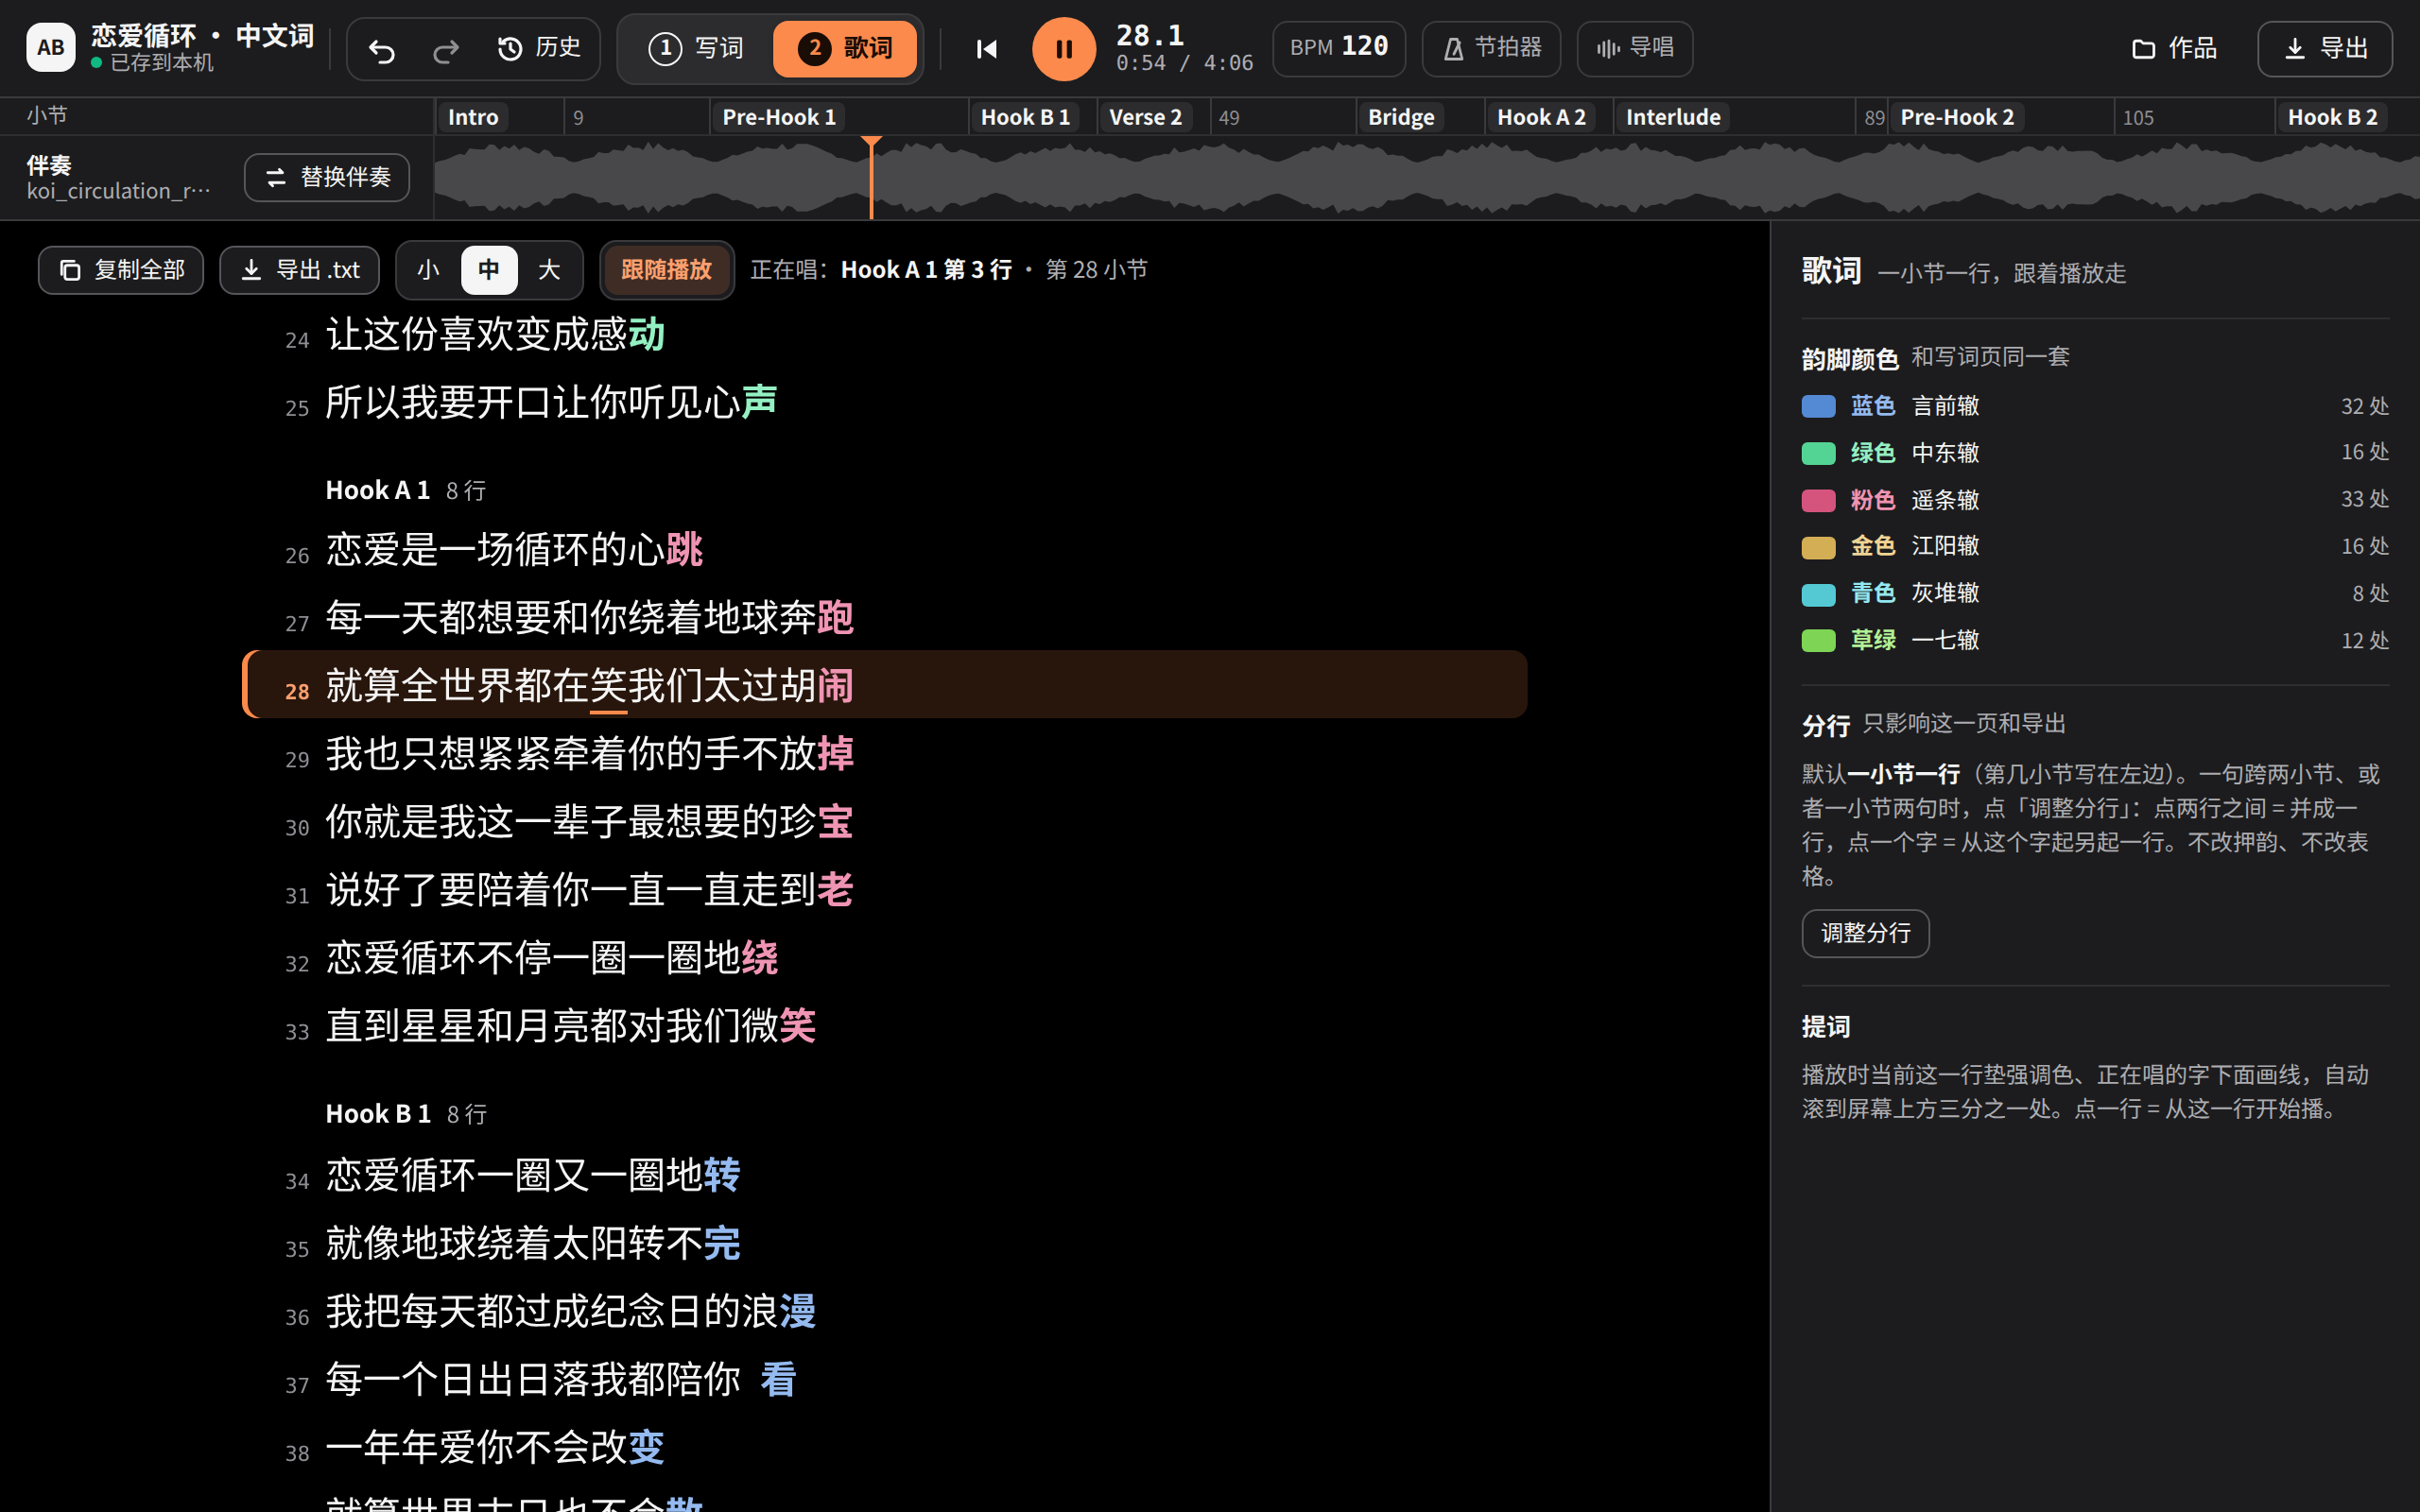 AB 恋爱循环 · 中文词
已存到本机
历史
1 写词
2 歌词
28.1
0:54 / 4:06
BPM 120
节拍器
导唱
作品
导出
小节
Intro 9 Pre-Hook 1 Hook B 1 Verse 2 49 Bridge Hook A 2 Interlude 89 Pre-Hook 2 105 Hook B 2
伴奏
koi_circulation_r…
替换伴奏
复制全部 导出 .txt 小 中 大 跟随播放 正在唱：Hook A 1 第 3 行 · 第 28 小节
24 让这份喜欢变成感动
25 所以我要开口让你听见心声
Hook A 1 8 行
26 恋爱是一场循环的心跳
27 每一天都想要和你绕着地球奔跑
28 就算全世界都在笑我们太过胡闹
29 我也只想紧紧牵着你的手不放掉
30 你就是我这一辈子最想要的珍宝
31 说好了要陪着你一直一直走到老
32 恋爱循环不停一圈一圈地绕
33 直到星星和月亮都对我们微笑
Hook B 1 8 行
34 恋爱循环一圈又一圈地转
35 就像地球绕着太阳转不完
36 我把每天都过成纪念日的浪漫
37 每一个日出日落我都陪你 看
38 一年年爱你不会改变
歌词 一小节一行，跟着播放走
韵脚颜色 和写词页同一套
蓝色 言前辙 32 处
绿色 中东辙 16 处
粉色 遥条辙 33 处
金色 江阳辙 16 处
青色 灰堆辙 8 处
草绿 一七辙 12 处
分行 只影响这一页和导出
默认一小节一行（第几小节写在左边）。一句跨两小节、或
者一小节两句时，点「调整分行」：点两行之间 = 并成一
行，点一个字 = 从这个字起另起一行。不改押韵、不改表
格。
调整分行
提词
播放时当前这一行垫强调色、正在唱的字下面画线，自动
滚到屏幕上方三分之一处。点一行 = 从这一行开始播。